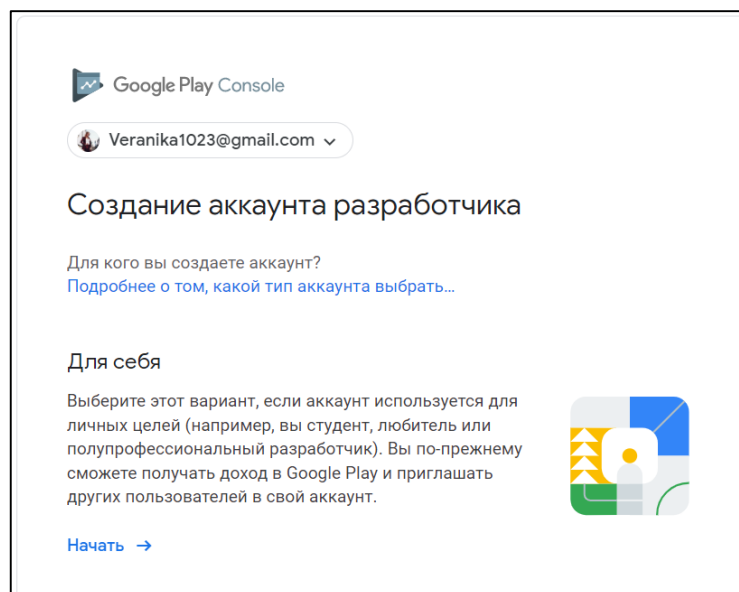 Google Play Console
Veranika1023@gmail.com
Создание аккаунта разработчика
Для кого вы создаете аккаунт?
Подробнее о том, какой тип аккаунта выбрать...
Для себя
Выберите этот вариант, если аккаунт используется для
личных целей (например, вы студент, любитель или
полупрофессиональный разработчик). Вы по-прежнему
сможете получать доход в Google Play и приглашать
других пользователей в свой аккаунт.
Начать →